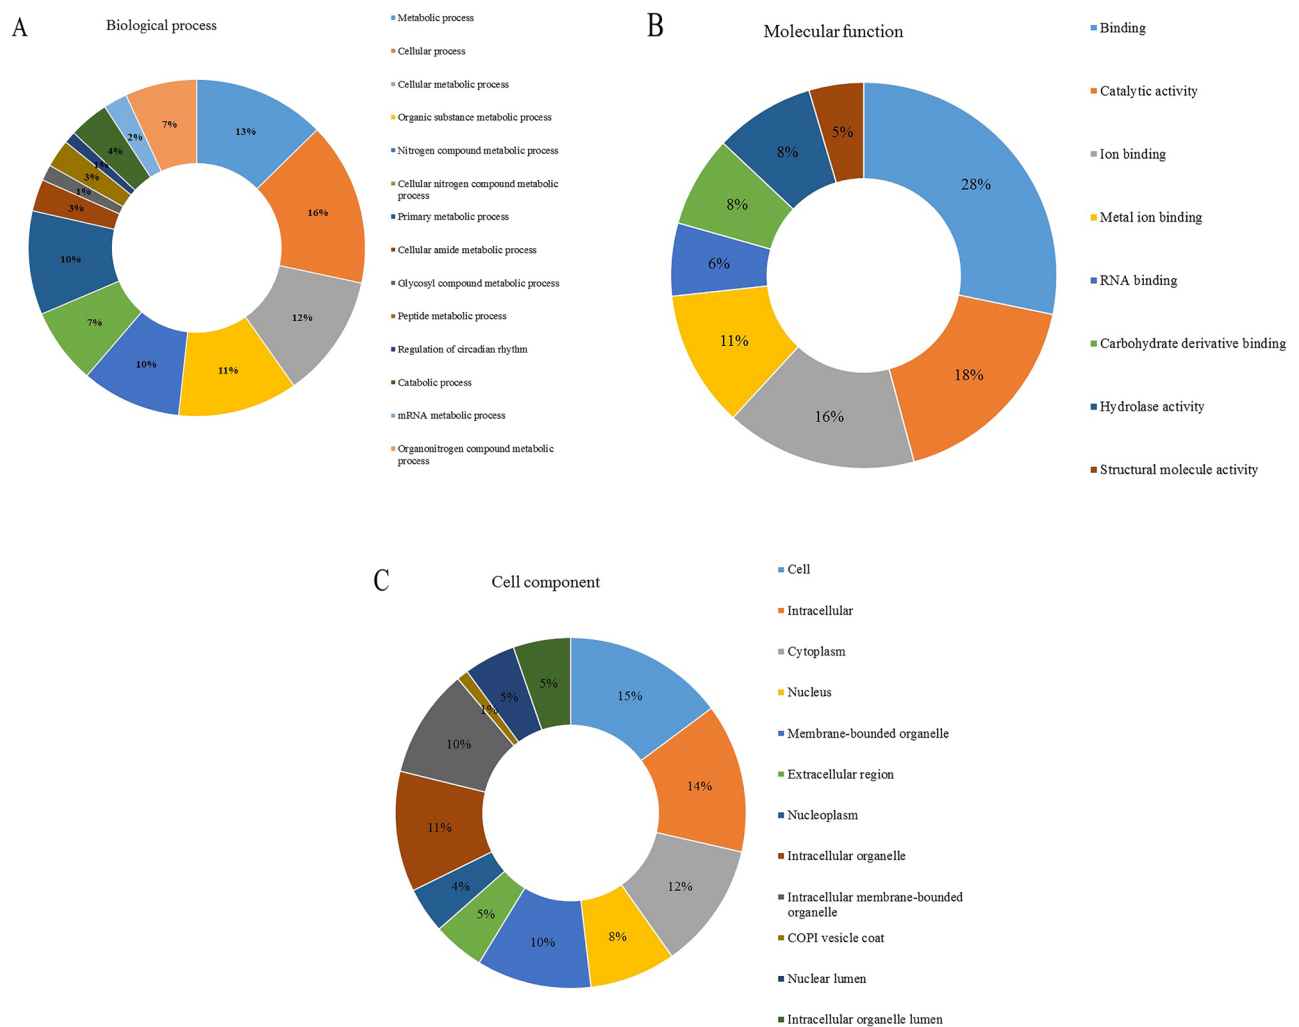 A
Biological process
13%
16%
12%
11%
10%
7%
10%
3%
1%
3%
1%
4%
2%
7%
Metabolic process
Cellular process
Cellular metabolic process
Organic substance metabolic process
Nitrogen compound metabolic process
Cellular nitrogen compound metabolic
process
Primary metabolic process
Cellular amide metabolic process
Glycosyl compound metabolic process
Peptide metabolic process
Regulation of circadian rhythm
Catabolic process
mRNA metabolic process
Organonitrogen compound metabolic
process
B
Molecular function
28%
18%
16%
11%
6%
8%
8%
5%
Binding
Catalytic activity
Ion binding
Metal ion binding
RNA binding
Carbohydrate derivative binding
Hydrolase activity
Structural molecule activity
C
Cell component
15%
14%
12%
8%
10%
5%
4%
11%
10%
1%
5%
5%
Cell
Intracellular
Cytoplasm
Nucleus
Membrane-bounded organelle
Extracellular region
Nucleoplasm
Intracellular organelle
Intracellular membrane-bounded
organelle
COPI vesicle coat
Nuclear lumen
Intracellular organelle lumen